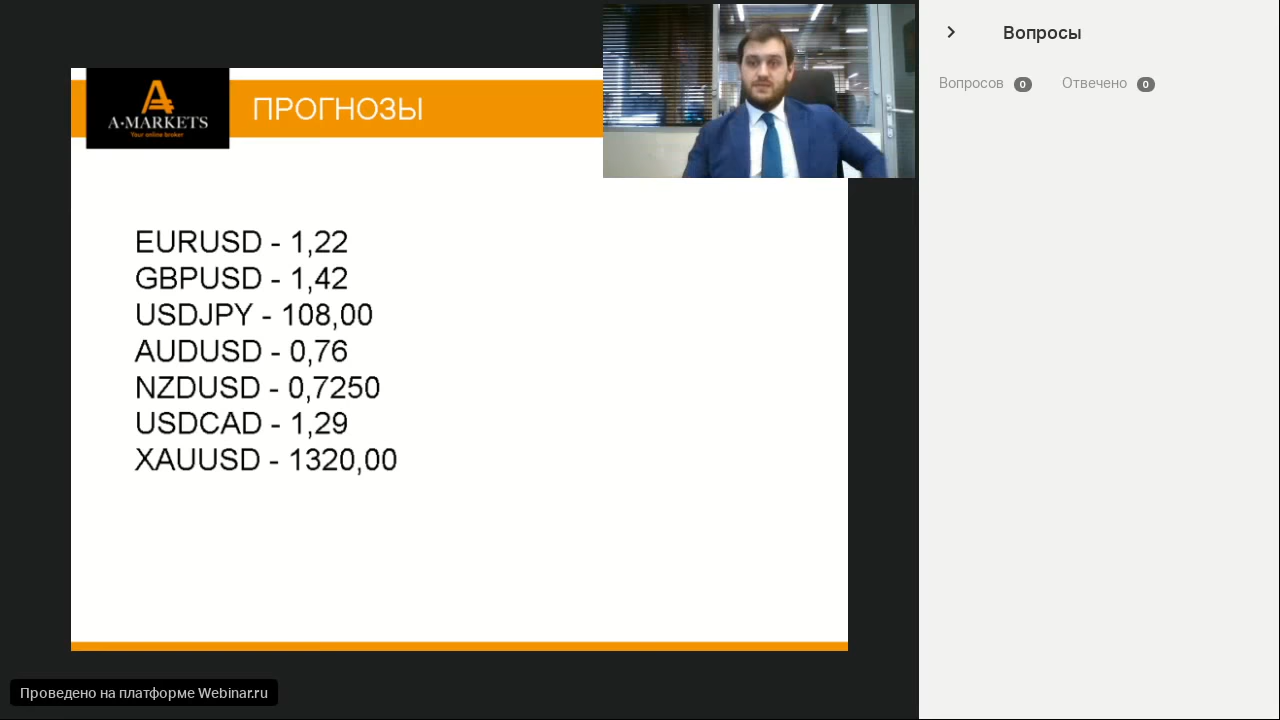 A-MARKETS
Your online broker
ПРОГНОЗЫ
EURUSD - 1,22
GBPUSD - 1,42
USDJPY - 108,00
AUDUSD - 0,76
NZDUSD - 0,7250
USDCAD - 1,29
XAUUSD - 1320,00
Вопросы
Вопросов 0 Отвечено 0
Проведено на платформе Webinar.ru